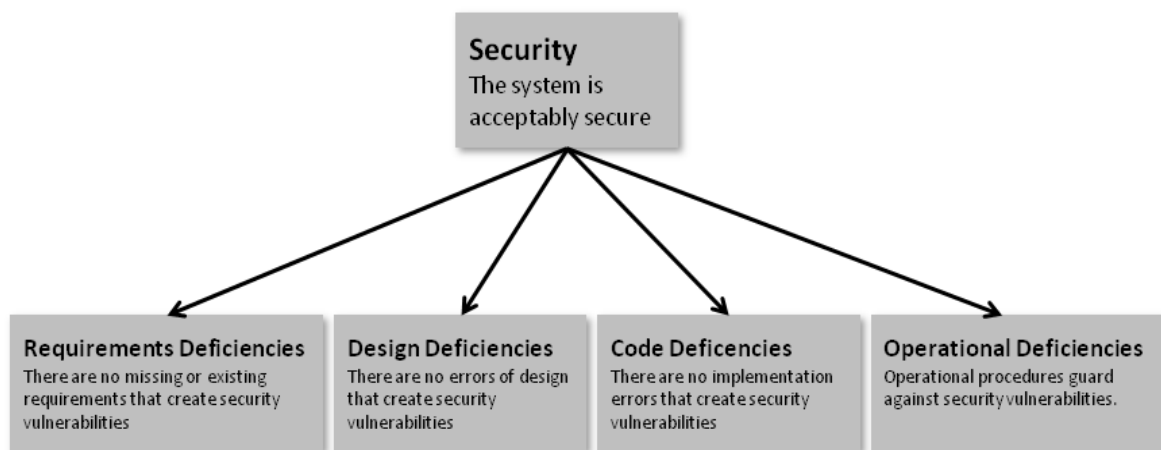 Security
The system is
acceptably secure
Requirements Deficiencies
There are no missing or existing
requirements that create security
vulnerabilities
Design Deficiencies
There are no errors of design
that create security
vulnerabilities
Code Deficencies
There are no implementation
errors that create security
vulnerabilities
Operational Deficiencies
Operational procedures guard
against security vulnerabilities.